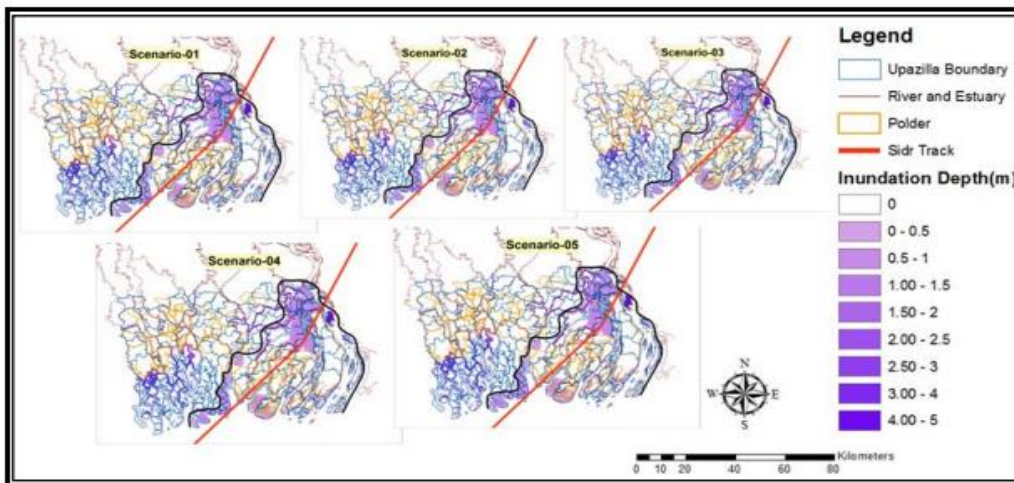 Scenario-01
Scenario-02
Scenario-03
Scenario-04
Scenario-05
Legend
Upazilla Boundary
River and Estuary
Polder
Sidr Track
Inundation Depth(m)
0
0 - 0.5
0.5 - 1
1.00 - 1.5
1.50 - 2
2.00 - 2.5
2.50 - 3
3.00 - 4
4.00 - 5
N
W E
S
Kilometers
0 10 20 40 60 80